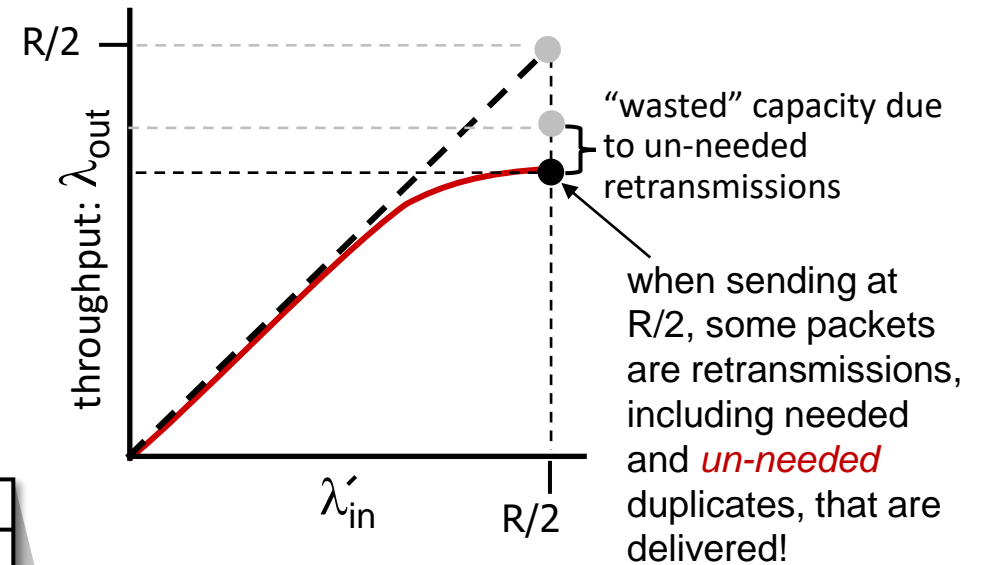 R/2
throughput: λout
“wasted” capacity due
to un-needed
retransmissions
when sending at
R/2, some packets
are retransmissions,
including needed
and un-needed
duplicates, that are
delivered!
λ′in
R/2